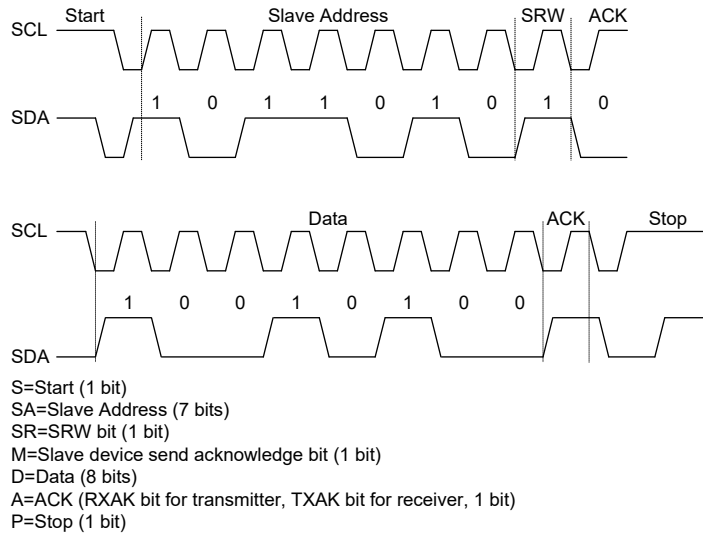 Start Slave Address SRW ACK
SCL
1 0 1 1 0 1 0 1 0
SDA
Data ACK Stop
SCL
1 0 0 1 0 1 0 0
SDA
S=Start (1 bit)
SA=Slave Address (7 bits)
SR=SRW bit (1 bit)
M=Slave device send acknowledge bit (1 bit)
D=Data (8 bits)
A=ACK (RXAK bit for transmitter, TXAK bit for receiver, 1 bit)
P=Stop (1 bit)